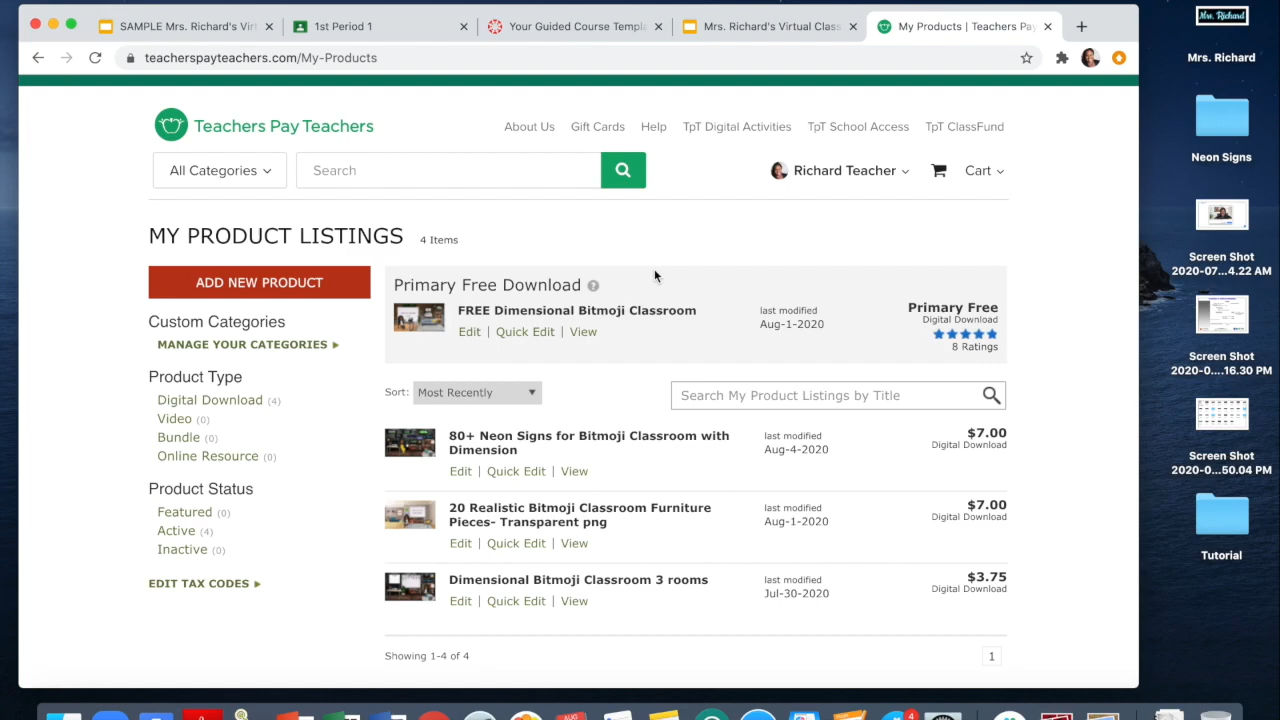 SAMPLE Mrs.Richard's Virt
1st Period 1
Rounded Course Templa
Mrs. Richard's Virtual Class
My Products | Teachers Pay
teacherspayteachers.com/My-Products
Teachers Pay Teachers
About Us
Gift Cards
Help
TpT Digital Activities
TpT School Access
TpT ClassFund
All Categories
Search
Richard Teacher
Cart
MY PRODUCT LISTINGS 4 Items
ADD NEW PRODUCT
Custom Categories
MANAGE YOUR CATEGORIES
Product Type
Digital Download (4)
Video (0)
Bundle (0)
Online Resource (0)
Product Status
Featured (0)
Active (4)
Inactive (0)
EDIT TAX CODES
Primary Free Download ?
FREE Dimensional Bitmoji Classroom
Edit | Quick Edit | View
last modified
Aug-1-2020
Primary Free
Digital Download
8 Ratings
Sort: Most Recently
Search My Product Listings by Title
80+ Neon Signs for Bitmoji Classroom with
Dimension
Edit | Quick Edit | View
last modified
Aug-4-2020
$7.00
Digital Download
20 Realistic Bitmoji Classroom Furniture
Pieces- Transparent png
Edit | Quick Edit | View
last modified
Aug-1-2020
$7.00
Digital Download
Dimensional Bitmoji Classroom 3 rooms
Edit | Quick Edit | View
last modified
Jul-30-2020
$3.75
Digital Download
Showing 1-4 of 4
1
Mrs. Richard
Mrs. Richard
Neon Signs
Screen Shot
2020-07...4.22 AM
Screen Shot
2020-0....16.30 PM
Screen Shot
2020-0...50.04 PM
Tutorial
AUG
4